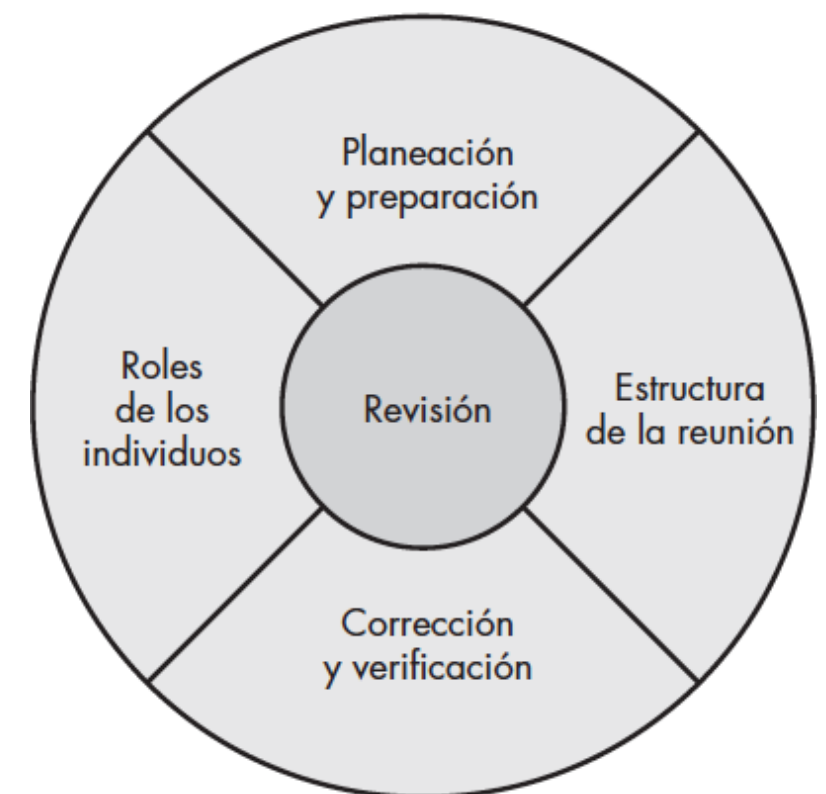 Planeación
y preparación
Roles
de los
individuos
Revisión
Estructura
de la reunión
Corrección
y verificación